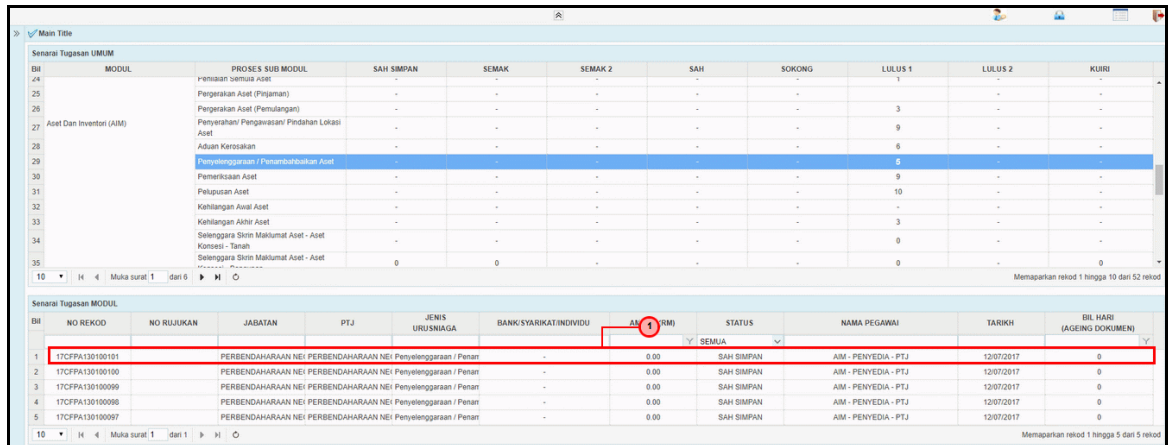 Main Title
Senarai Tugasan UMUM
Bil MODUL PROSES SUB MODUL SAH SIMPAN SEMAK SEMAK 2 SAH SOKONG LULUS 1 LULUS 2 KUIRI
24 Penilaian Semula Aset - - - - - 1 - -
25 Pergerakan Aset (Pinjaman) - - - - - - -
26 Pergerakan Aset (Pemulangan) - - - - - 3 - -
27 Aset Dan Inventori (AIM) Penyerahan/ Pengawasan/ Pindahan Lokasi
Aset - - - - - 9 - -
28 Aduan Kerosakan - - - - - 6 - -
29 Penyelenggaraan / Penambahbaikan Aset - - - - - 5 - -
30 Pemeriksaan Aset - - - - - 9 - -
31 Pelupusan Aset - - - - - 10 - -
32 Kehilangan Awal Aset - - - - - - - -
33 Kehilangan Akhir Aset - - - - - 3 - -
34 Selenggara Skrin Maklumat Aset - Aset
Konsesi - Tanah - - - - - 0 - -
35 Selenggara Skrin Maklumat Aset - Aset
0 0 - - - 0 - 0
10 Muka surat 1 dari 6 Memaparkan rekod 1 hingga 10 dari 52 rekod
Senarai Tugasan MODUL
Bil NO REKOD NO RUJUKAN JABATAN PTJ JENIS
URUSNIAGA BANK/SYARIKAT/INDIVIDU (RM) STATUS NAMA PEGAWAI TARIKH BIL HARI
(AGEING DOKUMEN)
1
SEMUA
1 17CFPA130100101 PERBENDAHARAAN NE( PERBENDAHARAAN NE( Penyelenggaraan / Penam - 0.00 SAH SIMPAN AIM - PENYEDIA - PTJ 12/07/2017 0
2 17CFPA130100100 PERBENDAHARAAN NE( PERBENDAHARAAN NE( Penyelenggaraan / Penam - 0.00 SAH SIMPAN AIM - PENYEDIA - PTJ 12/07/2017 0
3 17CFPA130100099 PERBENDAHARAAN NE( PERBENDAHARAAN NE( Penyelenggaraan / Penam - 0.00 SAH SIMPAN AIM - PENYEDIA - PTJ 12/07/2017 0
4 17CFPA130100098 PERBENDAHARAAN NE( PERBENDAHARAAN NE( Penyelenggaraan / Penam - 0.00 SAH SIMPAN AIM - PENYEDIA - PTJ 12/07/2017 0
5 17CFPA130100097 PERBENDAHARAAN NE( PERBENDAHARAAN NE( Penyelenggaraan / Penam - 0.00 SAH SIMPAN AIM - PENYEDIA - PTJ 12/07/2017 0
10 Muka surat 1 dari 1 Memaparkan rekod 1 hingga 5 dari 5 rekod